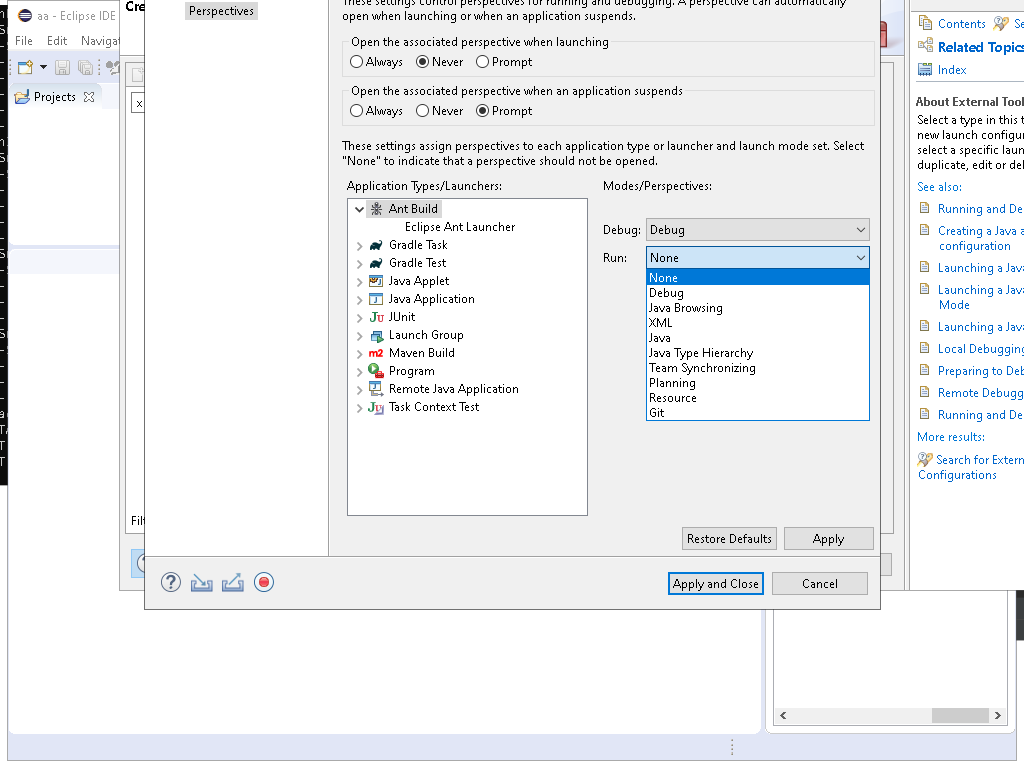 aa - Eclipse IDE
File Edit Navigat
Projects
Cre
x
Filt
Perspectives
These settings control perspectives for running and debugging. A perspective can automatically
open when launching or when an application suspends.
Open the associated perspective when launching
Always Never Prompt
Open the associated perspective when an application suspends
Always Never Prompt
These settings assign perspectives to each application type or launcher and launch mode set. Select
"None" to indicate that a perspective should not be opened.
Application Types/Launchers:
Ant Build
Eclipse Ant Launcher
Gradle Task
Gradle Test
Java Applet
Java Application
JUnit
Launch Group
Maven Build
Program
Remote Java Application
Task Context Test
Modes/Perspectives:
Debug: Debug
Run: None
None
Debug
Java Browsing
XML
Java
Java Type Hierarchy
Team Synchronizing
Planning
Resource
Git
Restore Defaults Apply
Apply and Close Cancel
Contents Se
Related Topics
Index
About External Tool
Select a type in this t
new launch configur
select a specific laun
duplicate, edit or del
See also:
Running and De
Creating a Java a
configuration
Launching a Java
Launching a Java
Mode
Launching a Java
Local Debugging
Preparing to Deb
Remote Debugg
Running and De
More results:
Search for Extern
Configurations